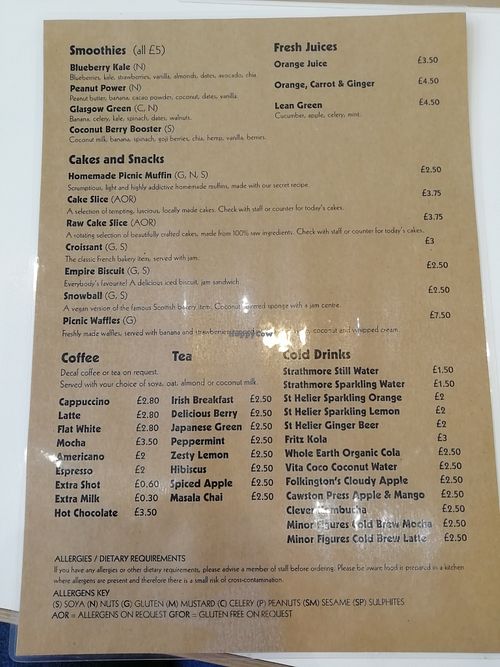 Smoothies (all £5)
Blueberry Kale (N)
Blueberries, kale, strawberries, vanilla, almonds, dates, avocado, chia.
Peanut Power (N)
Peanut butter, banana, cacao powder, coconut, dates, vanilla.
Glasgow Green (C, N)
Banana, celery, kale, spinach, dates, walnuts.
Coconut Berry Booster (S)
Coconut milk, banana, spinach, goji berries, chia, hemp, vanilla, berries.
Fresh Juices
Orange Juice £3.50
Orange, Carrot & Ginger £4.50
Lean Green £4.50
Cucumber, apple, celery, mint.
Cakes and Snacks
Homemade Picnic Muffin (G, N, S) £2.50
Scrumptious, light and highly addictive homemade muffins, made with our secret recipe.
Cake Slice (AOR) £3.75
A selection of tempting, luscious, locally made cakes. Check with staff or counter for today's cakes.
Raw Cake Slice (AOR) £3.75
A rotating selection of beautifully crafted cakes, made from 100% raw ingredients. Check with staff or counter for today's cakes.
Croissant (G, S) £3
The classic French bakery item, served with jam.
Empire Biscuit (G, S) £2.50
Everybody's favourite! A delicious iced biscuit, jam sandwich.
Snowball (G, S) £2.50
A vegan version of the famous Scottish bakery item. Coconut covered sponge with a jam centre.
Picnic Waffles (G) £7.50
Freshly made waffles, served with banana and strawberries, coconut and whipped cream.
HappyCow
Coffee
Decaf coffee or tea on request.
Served with your choice of soya, oat, almond or coconut milk.
Cappuccino £2.80
Latte £2.80
Flat White £2.80
Mocha £3.50
Americano £2
Espresso £2
Extra Shot £0.60
Extra Milk £0.30
Hot Chocolate £3.50
Tea
Irish Breakfast £2.50
Delicious Berry £2.50
Japanese Green £2.50
Peppermint £2.50
Zesty Lemon £2.50
Hibiscus £2.50
Spiced Apple £2.50
Masala Chai £2.50
Cold Drinks
Strathmore Still Water £1.50
Strathmore Sparkling Water £1.50
St Helier Sparkling Orange £2
St Helier Sparkling Lemon £2
St Helier Ginger Beer £2
Fritz Kola £3
Whole Earth Organic Cola £2.50
Vita Coco Coconut Water £2.50
Folkington's Cloudy Apple £2.50
Cawston Press Apple & Mango £2.50
Clever Kombucha £2.50
Minor Figures Cold Brew Mocha £2.50
Minor Figures Cold Brew Latte £2.50
ALLERGIES / DIETARY REQUIREMENTS
If you have any allergies or other dietary requirements, please advise a member of staff before ordering. Please be aware food is prepared in a kitchen
where allergens are present and therefore there is a small risk of cross-contamination.
ALLERGENS KEY
(S) SOYA (N) NUTS (G) GLUTEN (M) MUSTARD (C) CELERY (P) PEANUTS (SM) SESAME (SP) SULPHITES
AOR = ALLERGENS ON REQUEST GFOR = GLUTEN FREE ON REQUEST